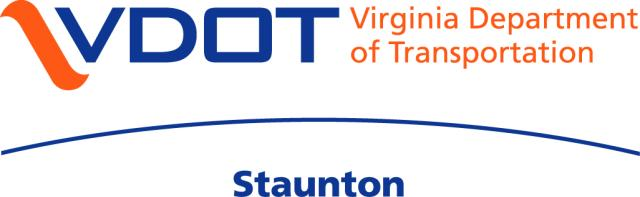 VDOT
Virginia Department
of Transportation
Staunton